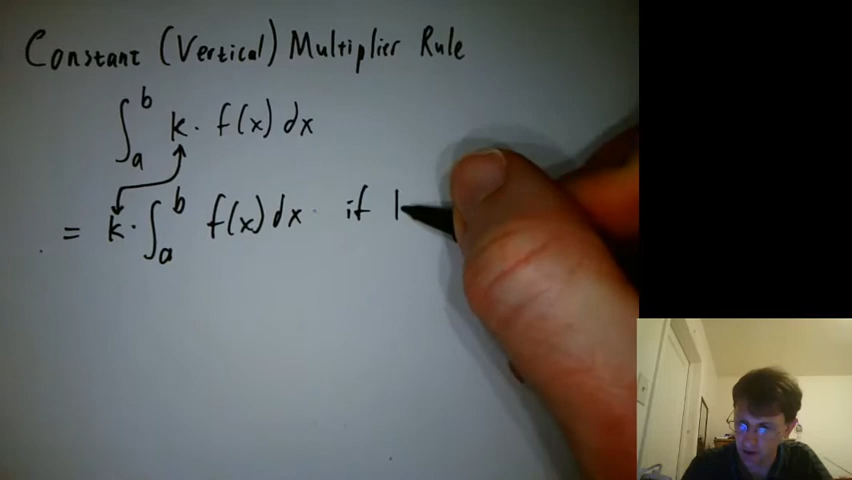 Constant (Vertical) Multiplier Rule
∫_a^b k · f(x) dx
= k · ∫_a^b f(x) dx if